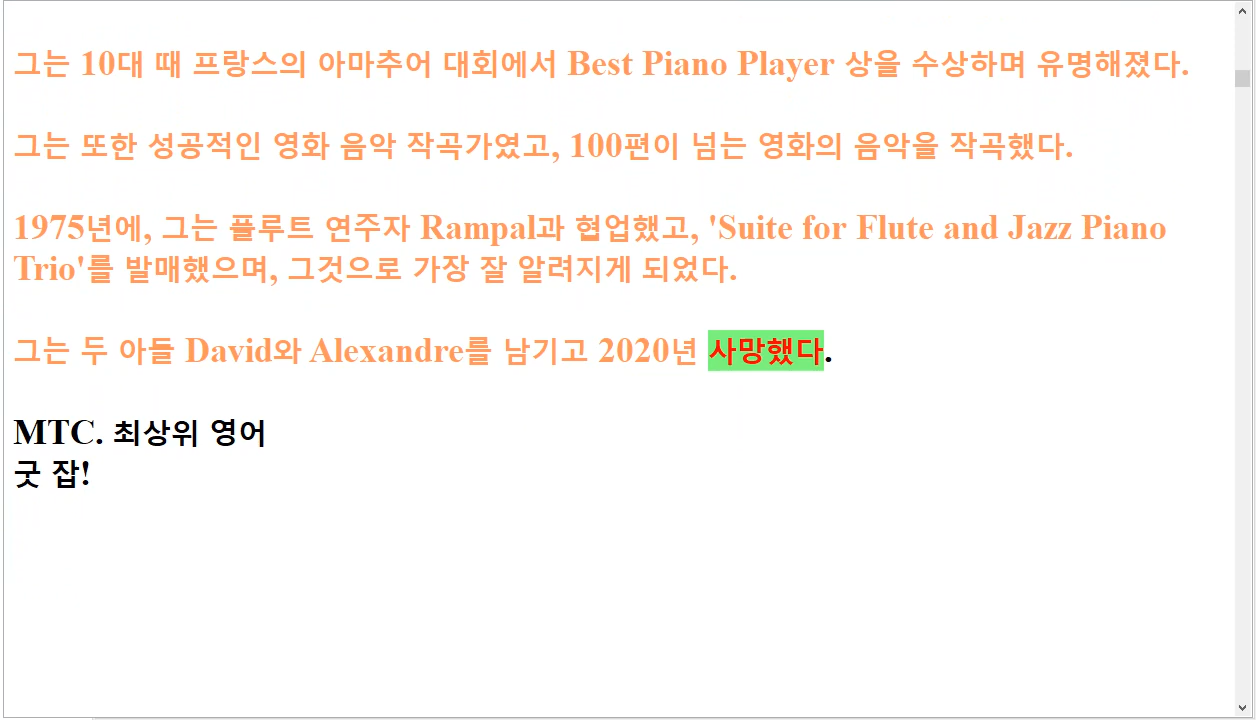 그는 10대 때 프랑스의 아마추어 대회에서 Best Piano Player 상을 수상하며 유명해졌다.
그는 또한 성공적인 영화 음악 작곡가였고, 100편이 넘는 영화의 음악을 작곡했다.
1975년에, 그는 플루트 연주자 Rampal과 협업했고, 'Suite for Flute and Jazz Piano
Trio'를 발매했으며, 그것으로 가장 잘 알려지게 되었다.
그는 두 아들 David와 Alexandre를 남기고 2020년 사망했다.
MTC. 최상위 영어
굿 잡!